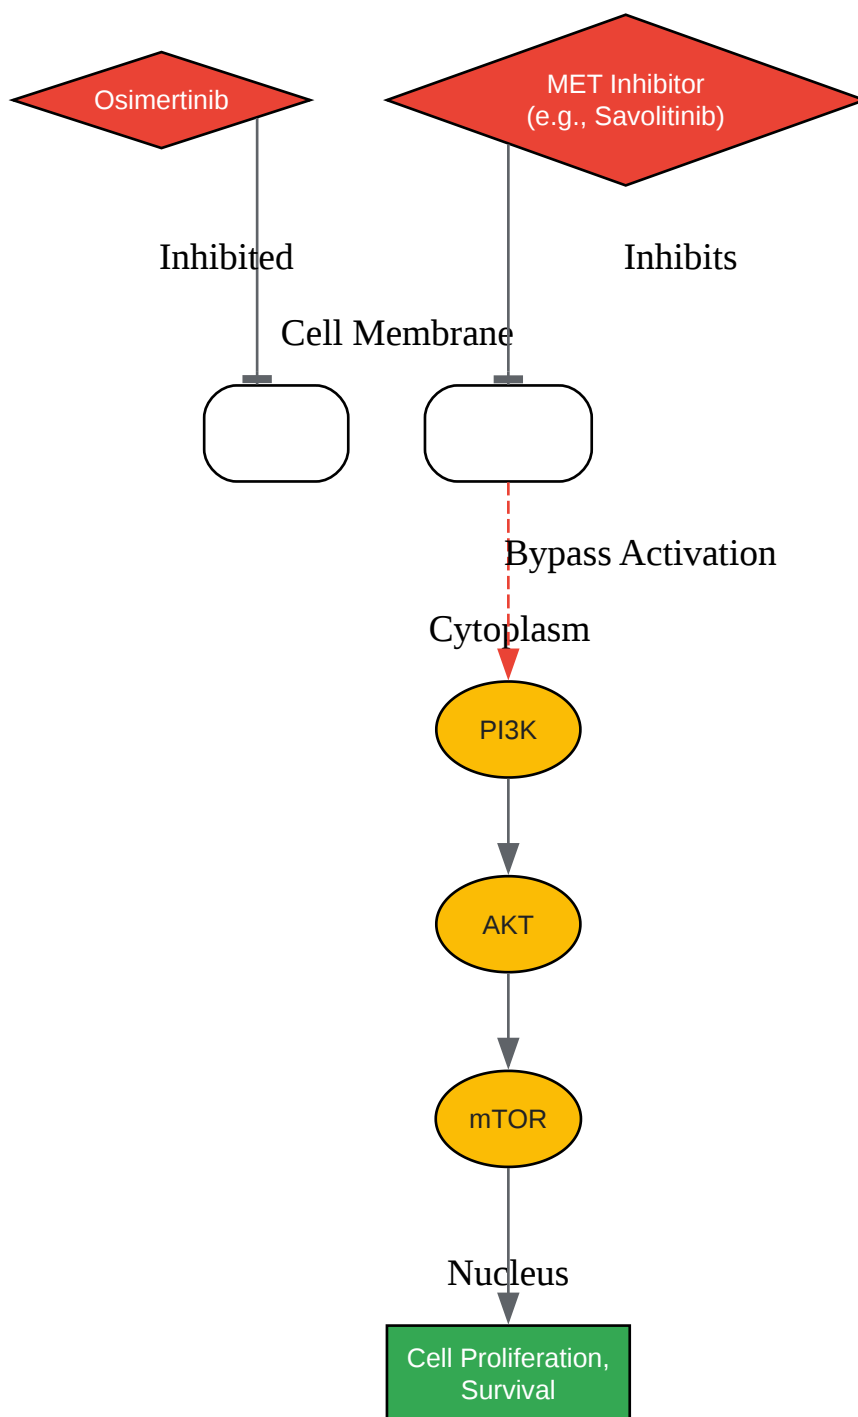 Osimertinib
MET Inhibitor
(e.g., Savolitinib)
Inhibited
Inhibits
Cell Membrane
Bypass Activation
Cytoplasm
PI3K
AKT
mTOR
Nucleus
Cell Proliferation,
Survival